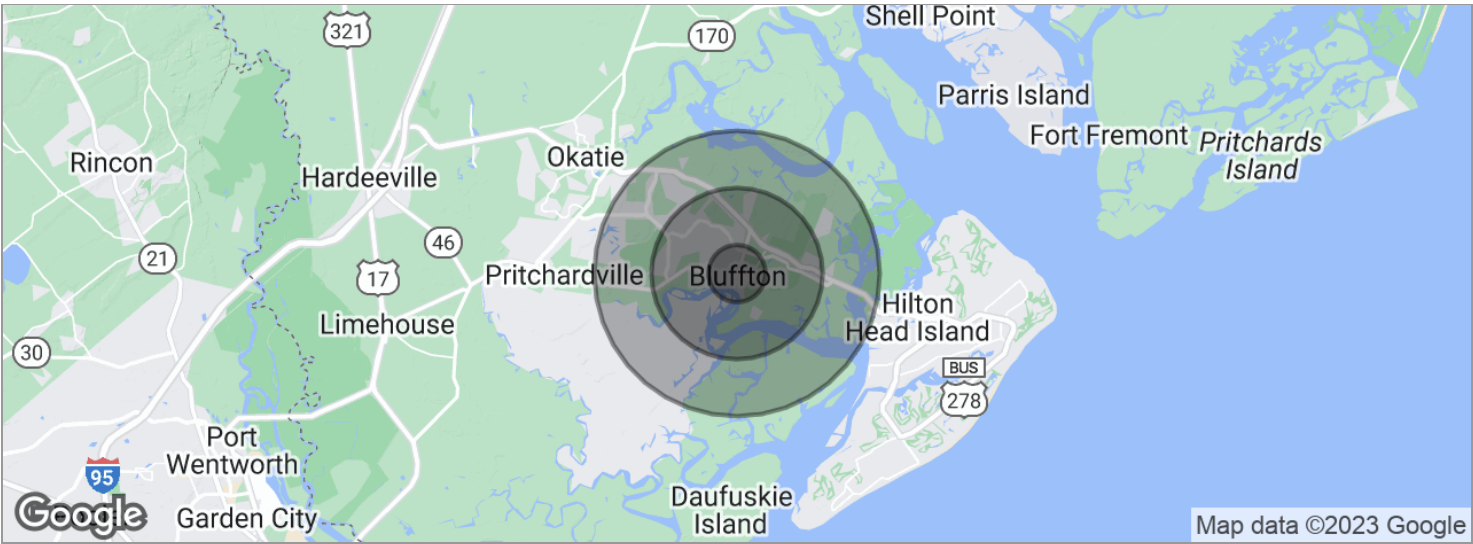 Shell Point
321
170
Parris Island
Fort Fremont
Pritchards
Island
Okatie
Rincon
Hardeeville
46
21
17
Pritchardville
Bluffton
Hilton
Head Island
Limehouse
30
BUS
278
Port
Wentworth
95
Daufuskie
Island
Google
Garden City
Map data ©2023 Google